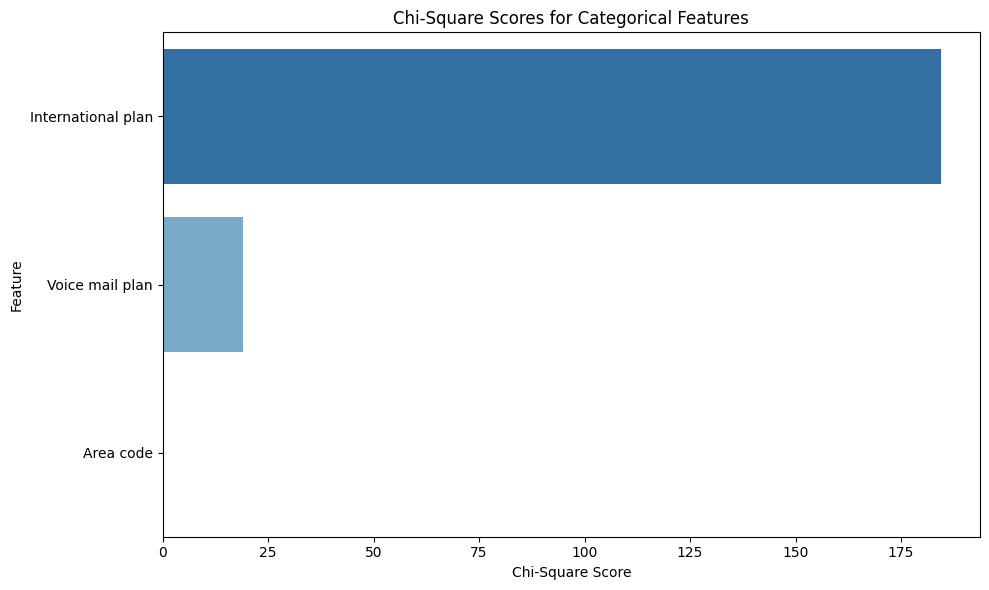 Chi-Square Scores for Categorical Features
International plan
Voice mail plan
Area code
Feature
0 25 50 75 100 125 150 175
Chi-Square Score